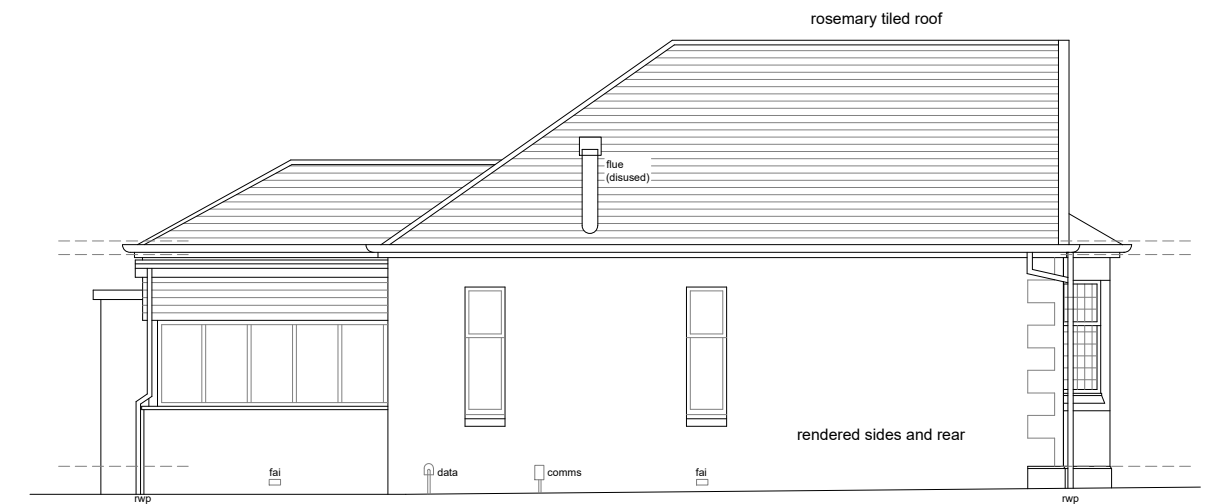 rosemary tiled roof
flue
(disused)
rendered sides and rear
fai
data
comms
fai
rwp
rwp